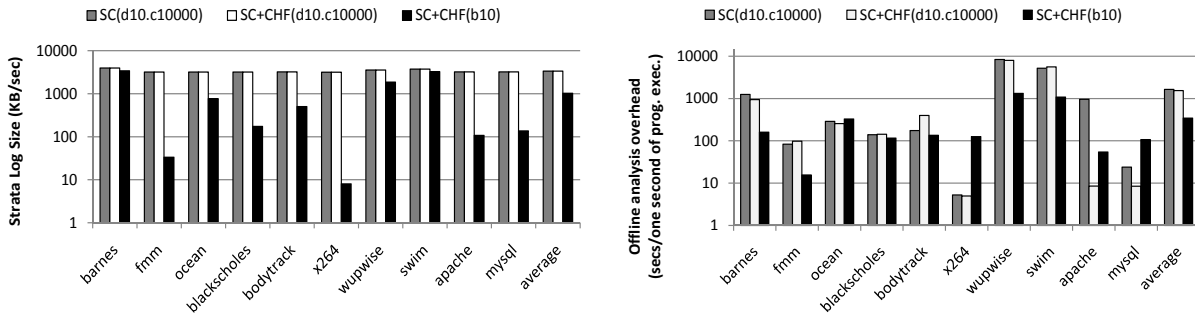 SC(d10.c10000) SC+CHF(d10.c10000) SC+CHF(b10)
Strata Log Size (KB/sec)
10000
1000
100
10
1
barnes
fmm
ocean
blackscholes
bodytrack
x264
wupwise
swim
apache
mysql
average
SC(d10.c10000) SC+CHF(d10.c10000) SC+CHF(b10)
Offline analysis overhead
(secs/one second of prog. exec.)
10000
1000
100
10
1
barnes
fmm
ocean
blackscholes
bodytrack
x264
wupwise
swim
apache
mysql
average